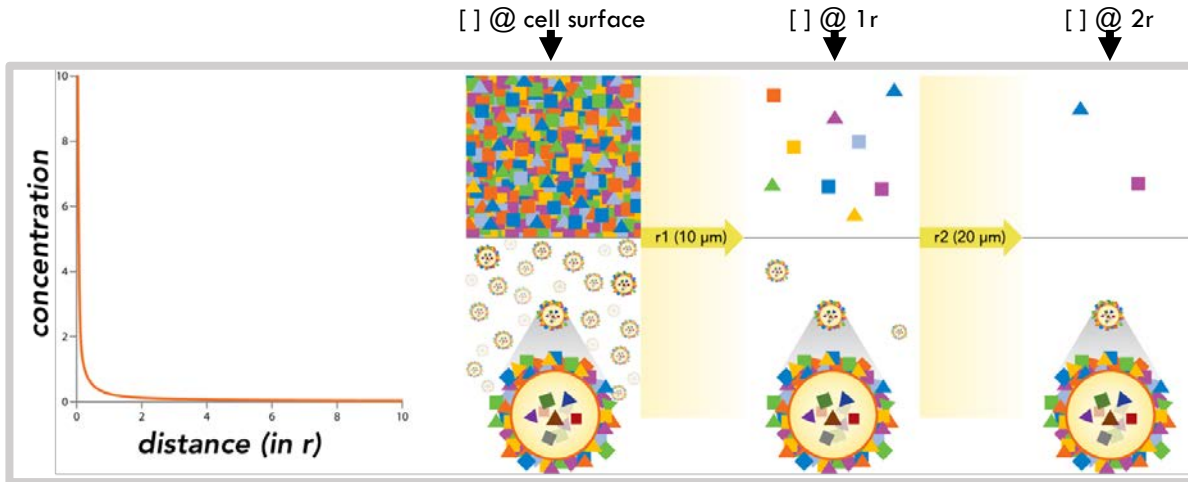 [ ] @ cell surface
[ ] @ 1r
[ ] @ 2r
concentration
10
8
6
4
2
0
0
2
4
6
8
10
distance (in r)
r1 (10 µm)
r2 (20 µm)